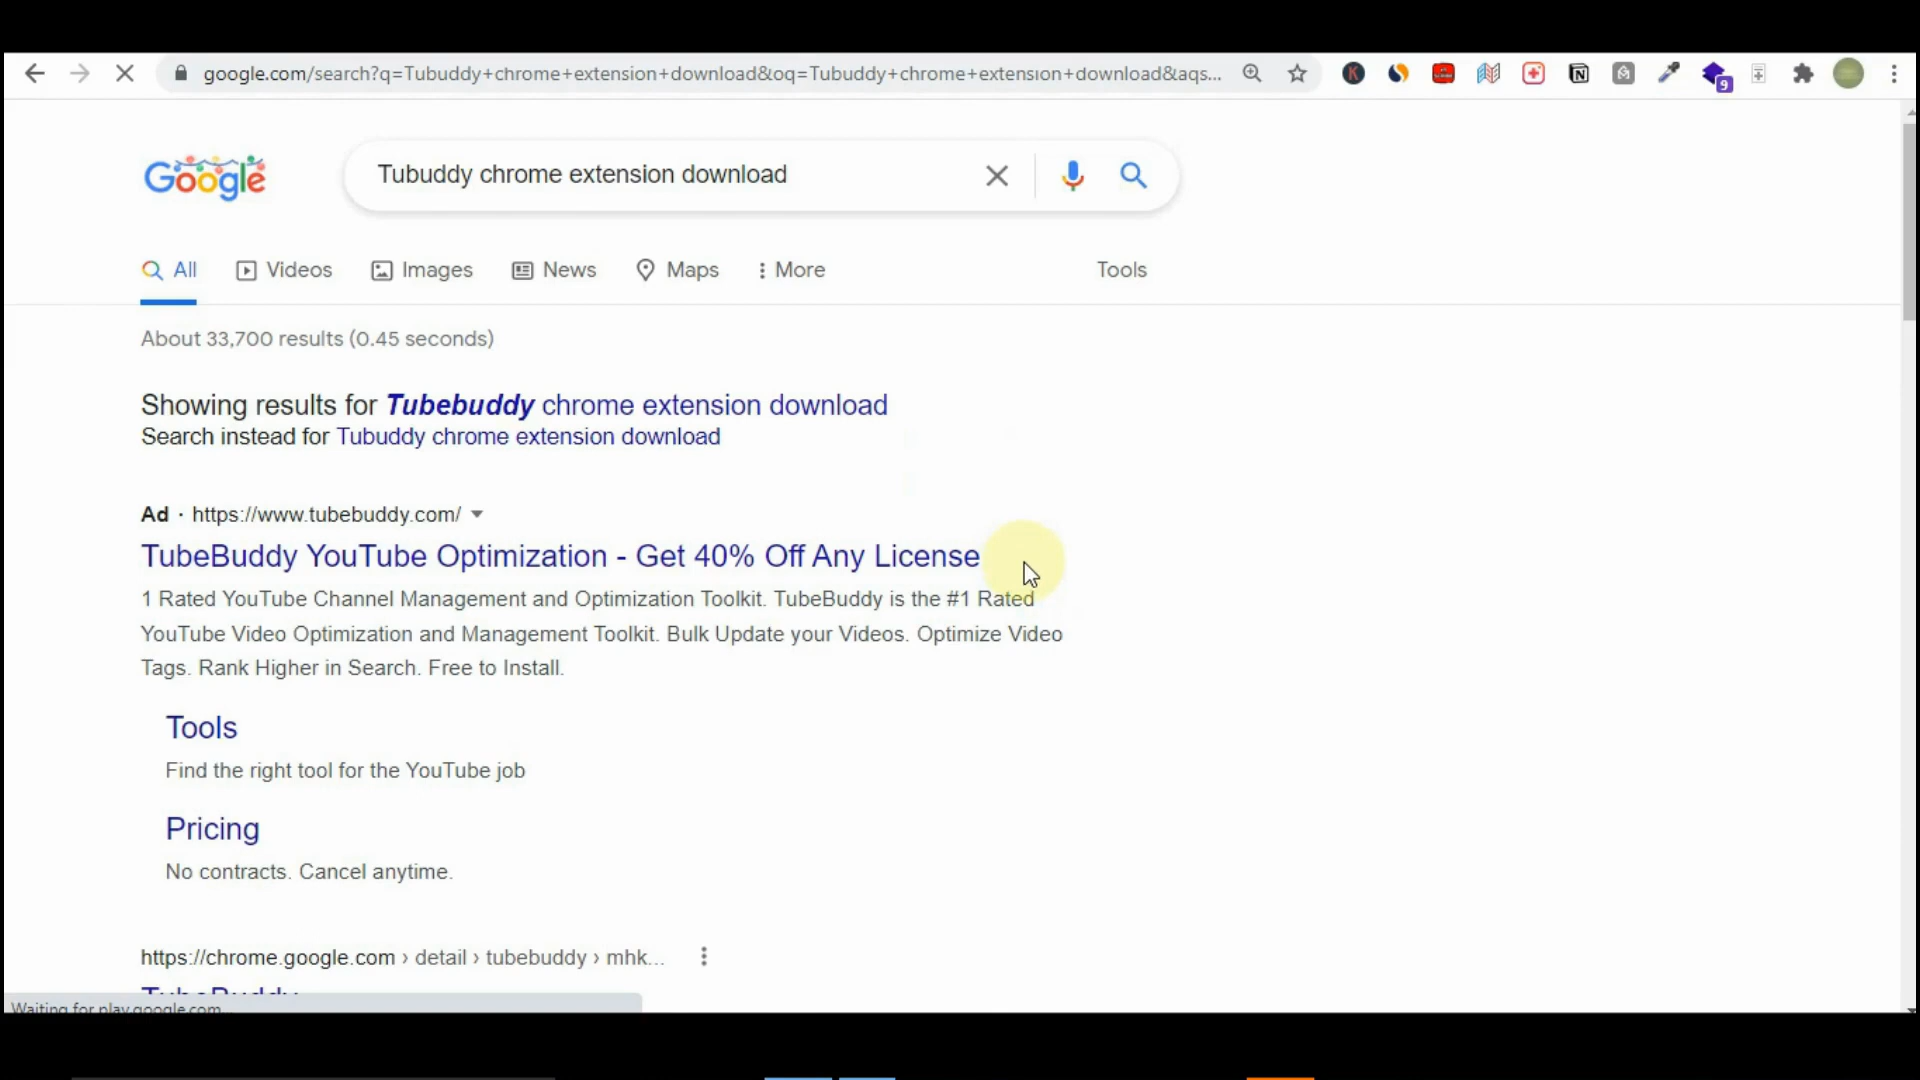 google.com/search?q=Tubuddy+chrome+extension+download&oq=Tubuddy+chrome+extension+download&aqs...
9
Google
Tubuddy chrome extension download
All
Videos
Images
News
Maps
More
Tools
About 33,700 results (0.45 seconds)
Showing results for Tubebuddy chrome extension download
Search instead for Tubuddy chrome extension download
Ad · https://www.tubebuddy.com/
TubeBuddy YouTube Optimization - Get 40% Off Any License
1 Rated YouTube Channel Management and Optimization Toolkit. TubeBuddy is the #1 Rated
YouTube Video Optimization and Management Toolkit. Bulk Update your Videos. Optimize Video
Tags. Rank Higher in Search. Free to Install.
Tools
Find the right tool for the YouTube job
Pricing
No contracts. Cancel anytime.
https://chrome.google.com › detail › tubebuddy › mhk...
TubeBuddy
Waiting for play.google.com...